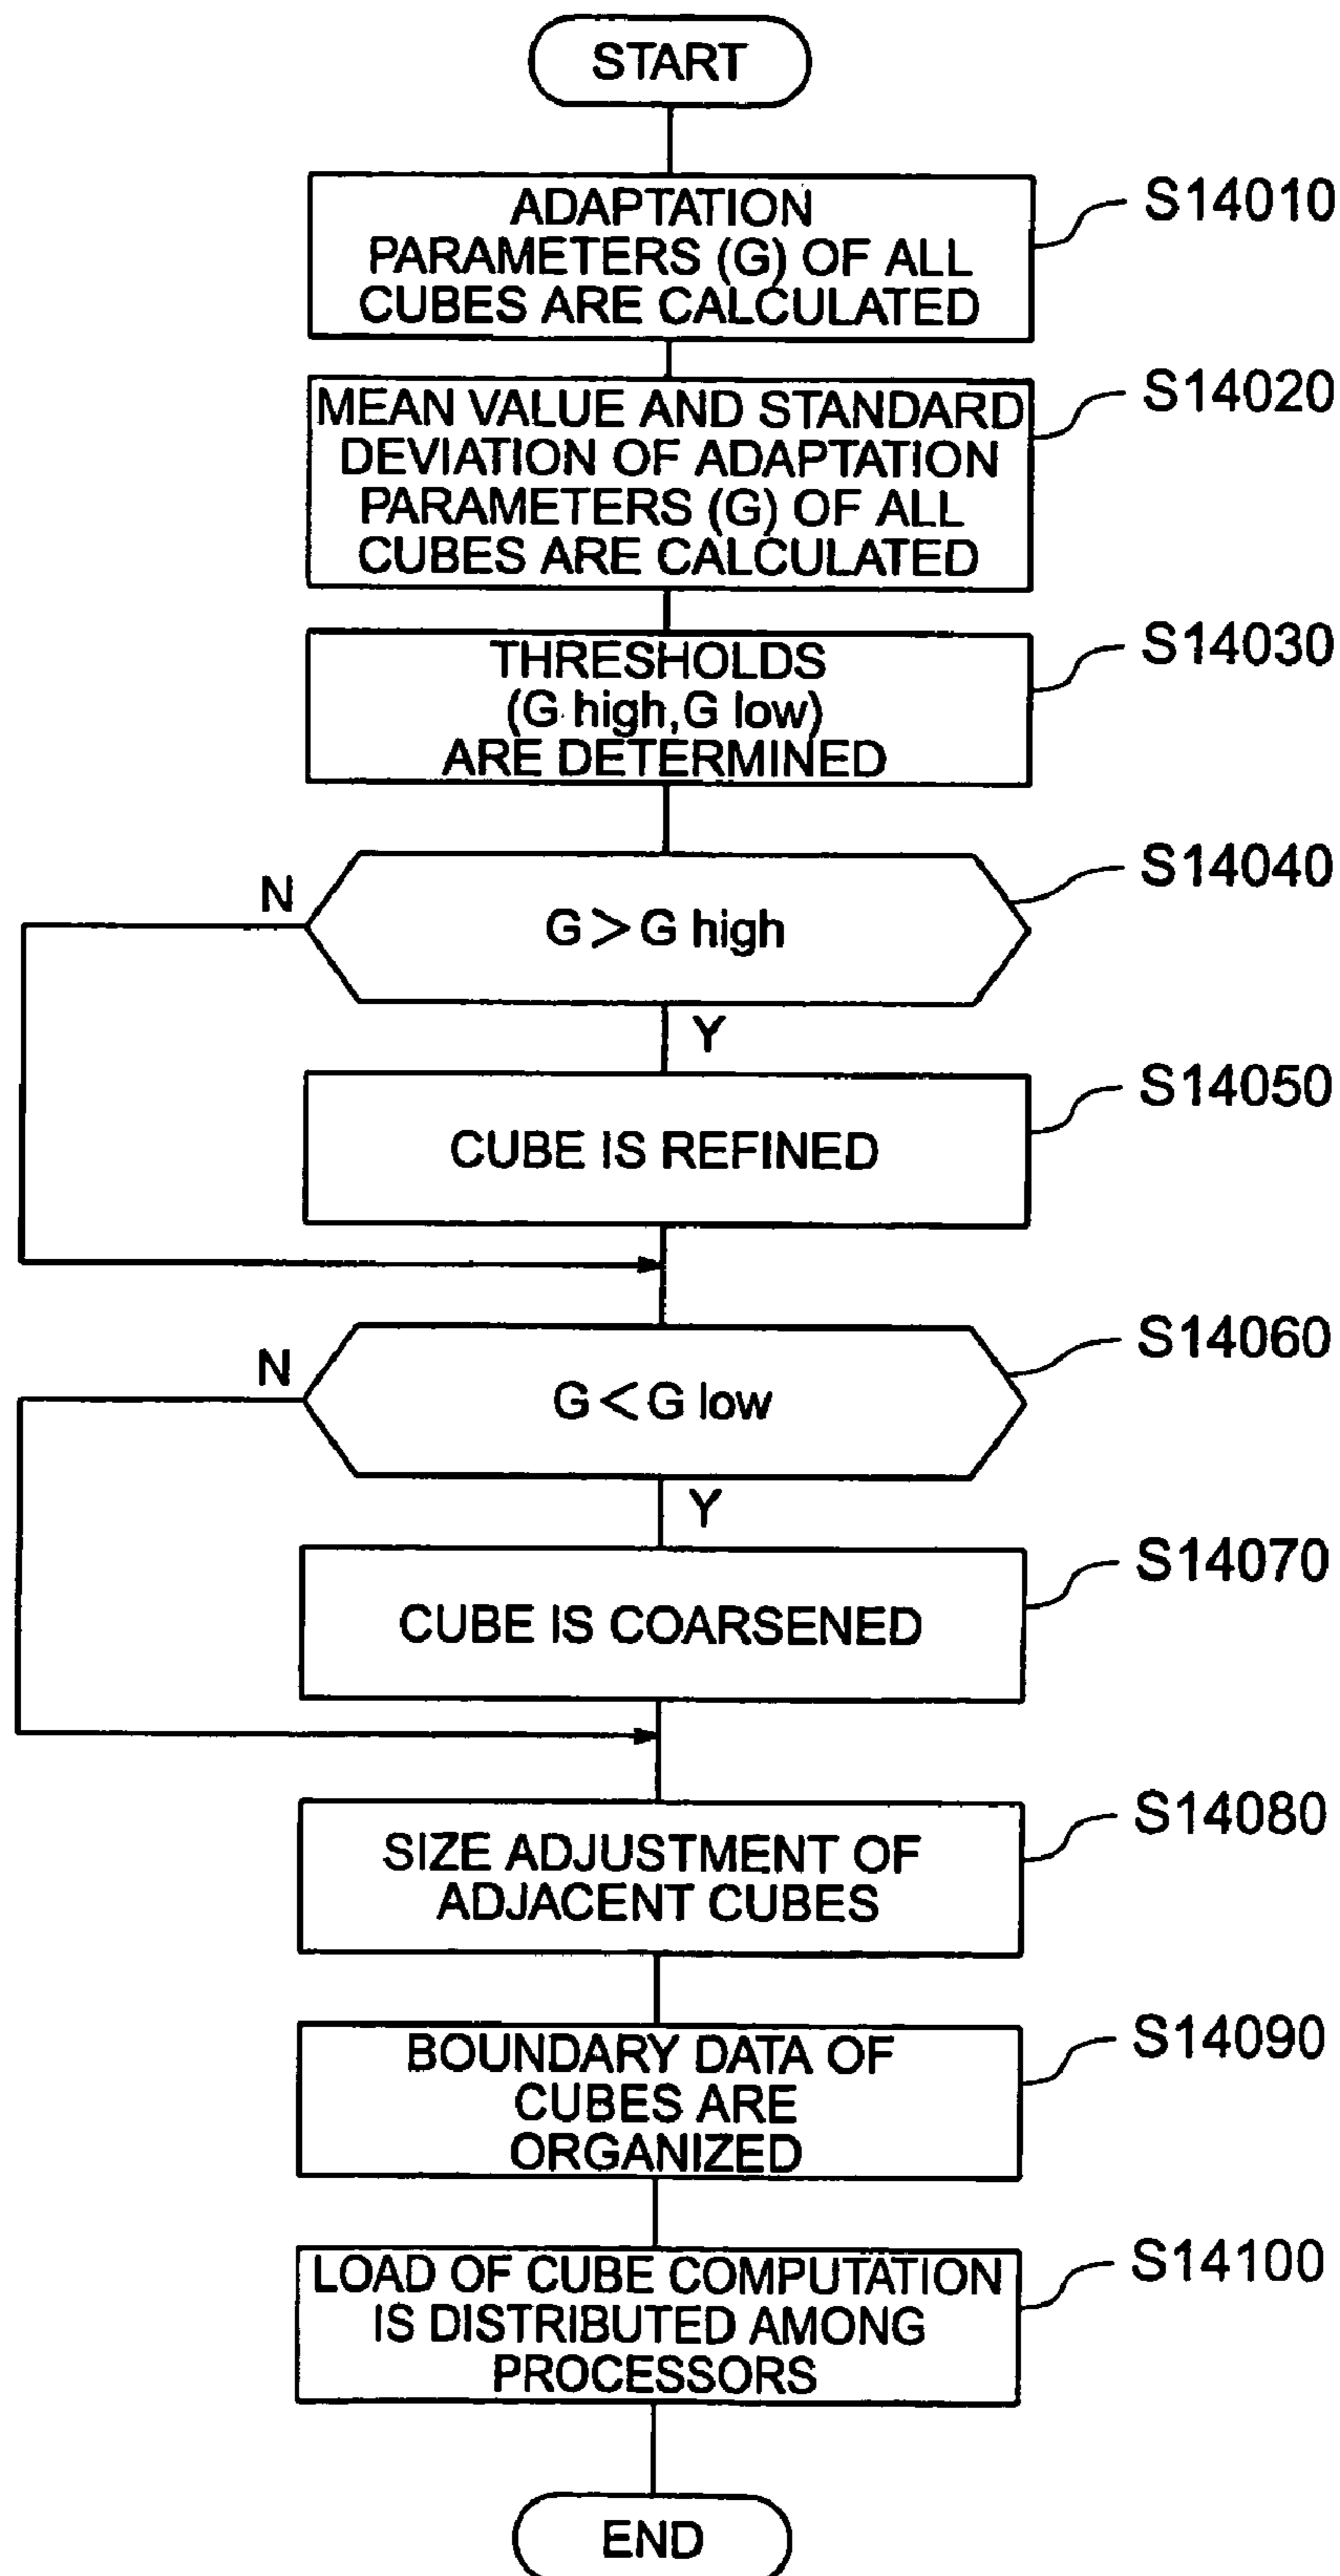 START
ADAPTATION
PARAMETERS (G) OF ALL
CUBES ARE CALCULATED
S14010
MEAN VALUE AND STANDARD
DEVIATION OF ADAPTATION
PARAMETERS (G) OF ALL
CUBES ARE CALCULATED
S14020
THRESHOLDS
(G high,G low)
ARE DETERMINED
S14030
G > G high
S14040
N
Y
CUBE IS REFINED
S14050
G < G low
S14060
N
Y
CUBE IS COARSENED
S14070
SIZE ADJUSTMENT OF
ADJACENT CUBES
S14080
BOUNDARY DATA OF
CUBES ARE
ORGANIZED
S14090
LOAD OF CUBE COMPUTATION
IS DISTRIBUTED AMONG
PROCESSORS
S14100
END